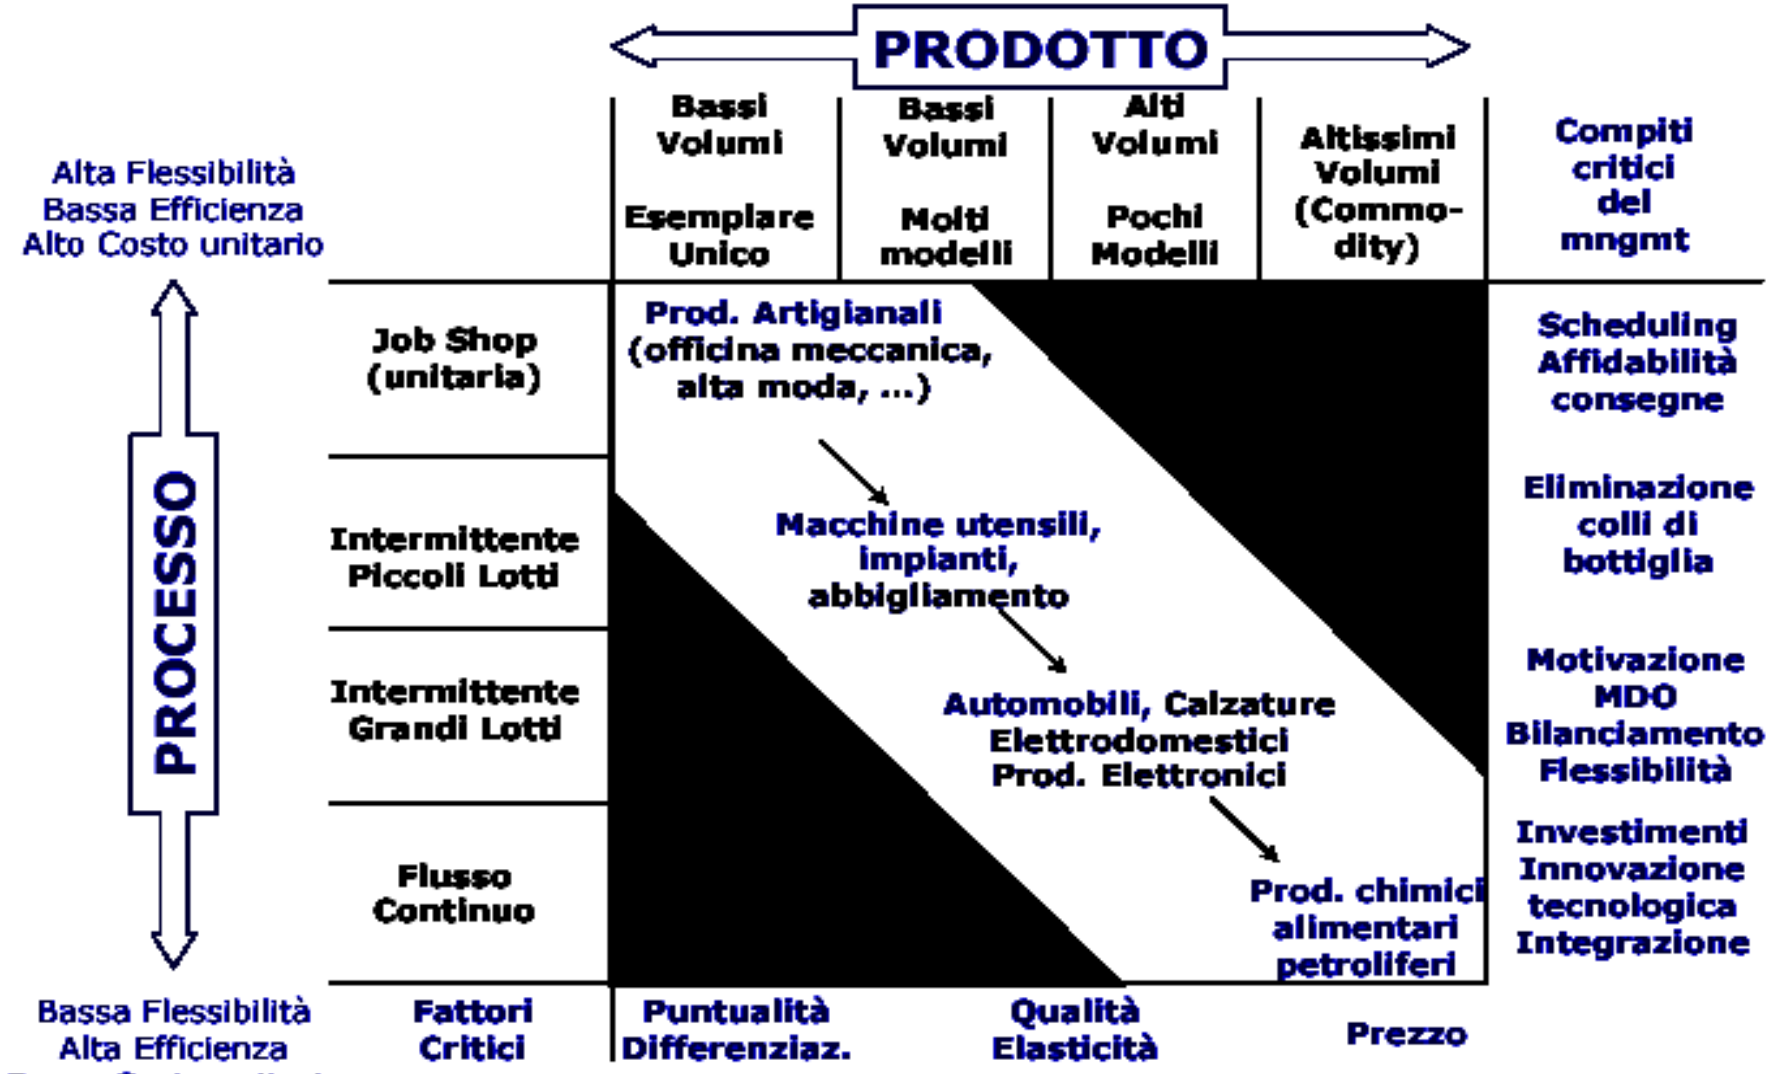 PRODOTTO
Bassi
Volumi
Esemplare
Unico
Bassi
Volumi
Molti
modelli
Alti
Volumi
Pochi
Modelli
Altissimi
Volumi
(Commo-
dity)
Compiti
critici
del
mngmt
Alta Flessibilità
Bassa Efficienza
Alto Costo unitario
PROCESSO
Bassa Flessibilità
Alta Efficienza
Job Shop
(unitaria)
Prod. Artigianali
(officina meccanica,
alta moda, ...)
Scheduling
Affidabilità
consegne
Intermittente
Piccoli Lotti
Macchine utensili,
impianti,
abbigliamento
Eliminazione
colli di
bottiglia
Intermittente
Grandi Lotti
Automobili, Calzature
Elettrodomestici
Prod. Elettronici
Motivazione
MDO
Bilanciamento
Flessibilità
Flusso
Continuo
Prod. chimici
alimentari
petroliferi
Investimenti
Innovazione
tecnologica
Integrazione
Fattori
Critici
Puntualità
Differenziaz.
Qualità
Elasticità
Prezzo